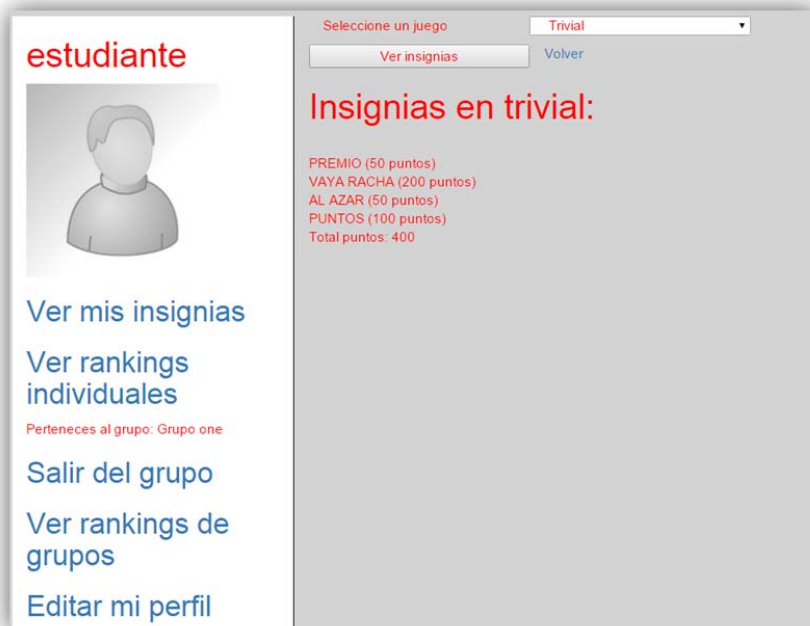 estudiante
Ver mis insignias
Ver rankings
individuales
Perteneces al grupo: Grupo one
Salir del grupo
Ver rankings de
grupos
Editar mi perfil
Seleccione un juego
Trivial
Ver insignias
Volver
Insignias en trivial:
PREMIO (50 puntos)
VAYA RACHA (200 puntos)
AL AZAR (50 puntos)
PUNTOS (100 puntos)
Total puntos: 400